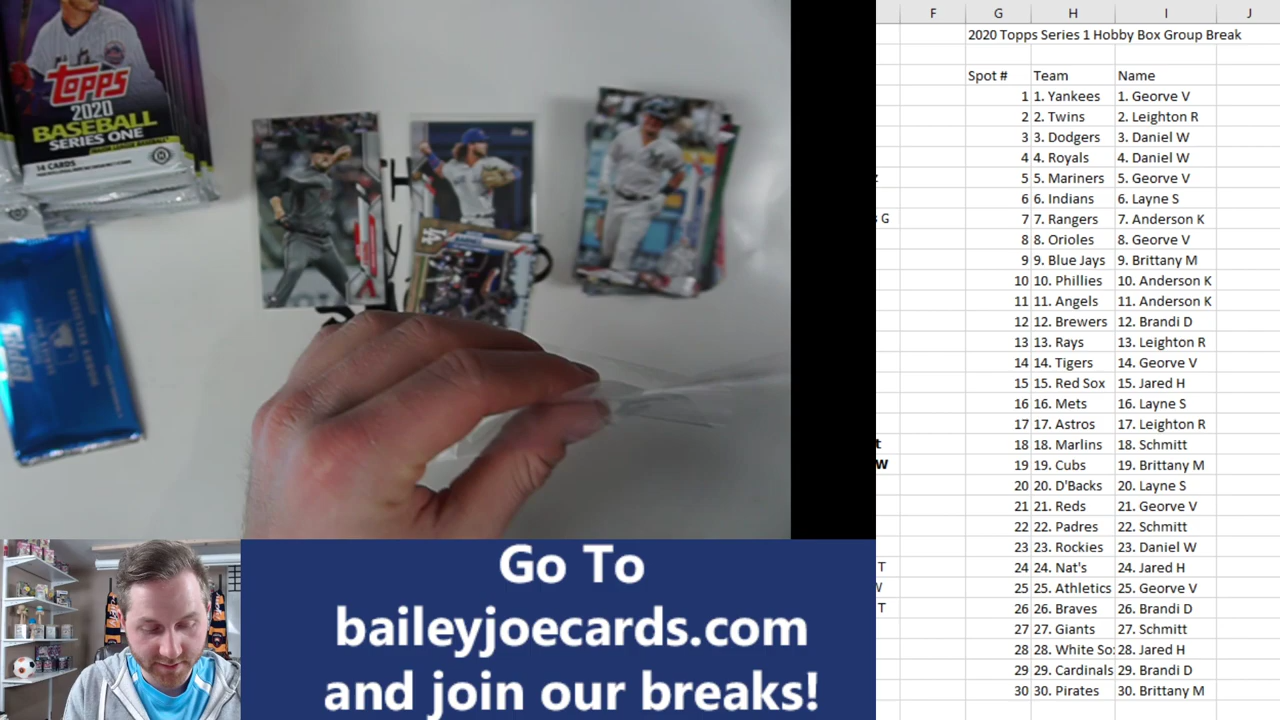 topps
2020
BASEBALL
SERIES ONE
14 CARDS
Go To
baileyjoecards.com
and join our breaks!
F G H I J
2020 Topps Series 1 Hobby Box Group Break
Spot # Team Name
1 1. Yankees 1. Georve V
2 2. Twins 2. Leighton R
3 3. Dodgers 3. Daniel W
4 4. Royals 4. Daniel W
5 5. Mariners 5. Georve V
6 6. Indians 6. Layne S
7 7. Rangers 7. Anderson K
8 8. Orioles 8. Georve V
9 9. Blue Jays 9. Brittany M
10 10. Phillies 10. Anderson K
11 11. Angels 11. Anderson K
12 12. Brewers 12. Brandi D
13 13. Rays 13. Leighton R
14 14. Tigers 14. Georve V
15 15. Red Sox 15. Jared H
16 16. Mets 16. Layne S
17 17. Astros 17. Leighton R
18 18. Marlins 18. Schmitt
19 19. Cubs 19. Brittany M
20 20. D'Backs 20. Layne S
21 21. Reds 21. Georve V
22 22. Padres 22. Schmitt
23 23. Rockies 23. Daniel W
24 24. Nat's 24. Jared H
25 25. Athletics 25. Georve V
26 26. Braves 26. Brandi D
27 27. Giants 27. Schmitt
28 28. White So 28. Jared H
29 29. Cardinals 29. Brandi D
30 30. Pirates 30. Brittany M